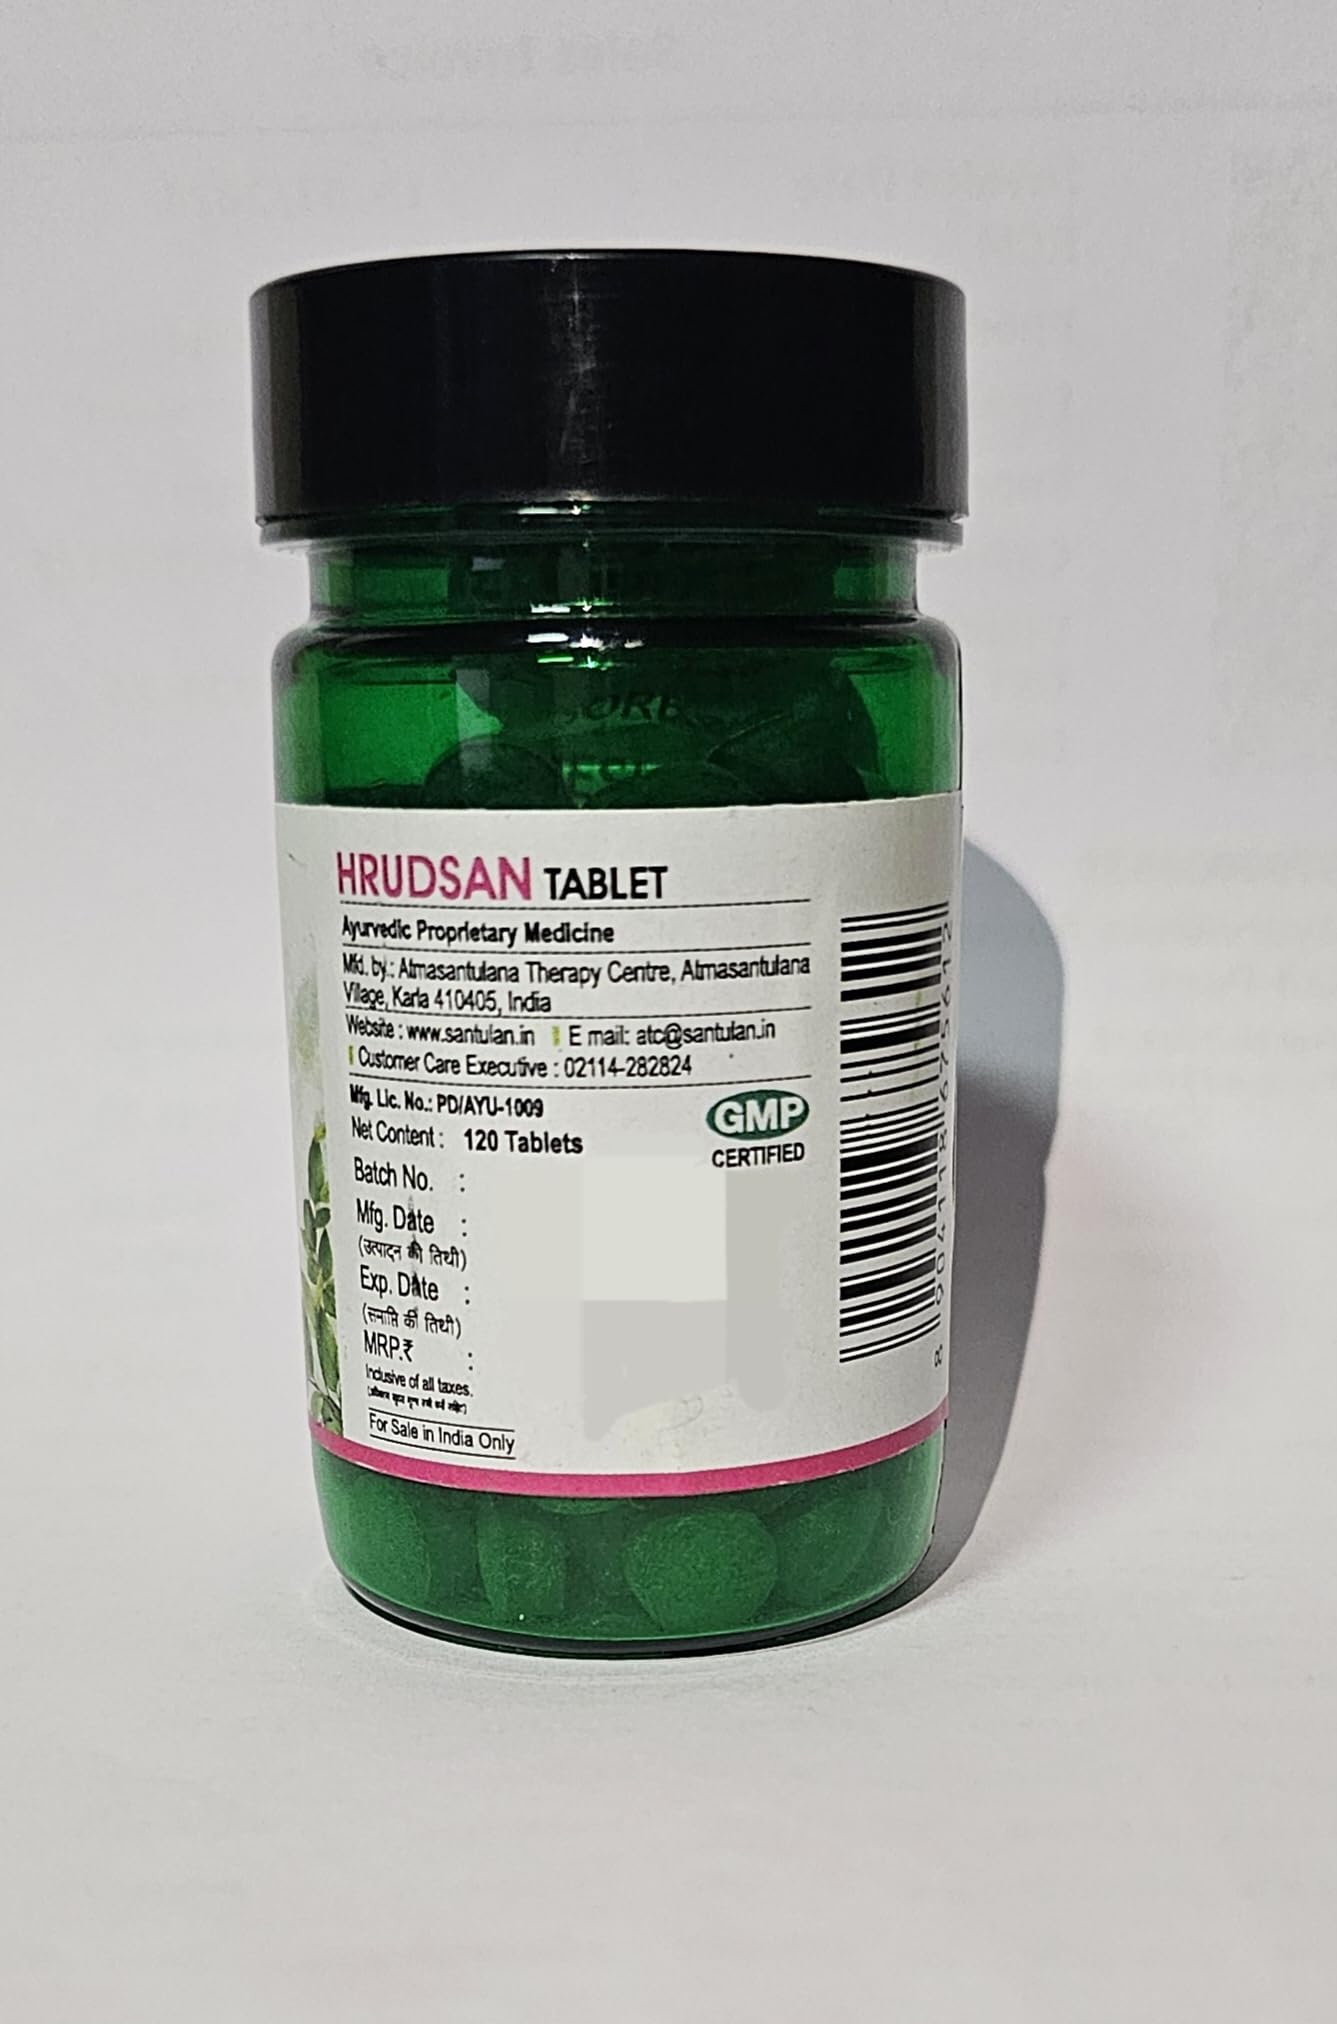 HRUDSAN TABLET
Ayurvedic Proprietary Medicine
Mfd. by.: Atmasantulana Therapy Centre, Atmasantulana
Village, Karla 410405, India
Website : www.santulan.in E mail: atc@santulan.in
Customer Care Executive : 02114-282824
Mfg. Lic. No.: PD/AYU-1009
GMP
CERTIFIED
Net Content : 120 Tablets
Batch No. :
Mfg. Date :
(उत्पादन की तिथी)
Exp. Date :
(समाप्ति की तिथी)
MRP.₹ :
Inclusive of all taxes.
For Sale in India Only
8 904118 675612